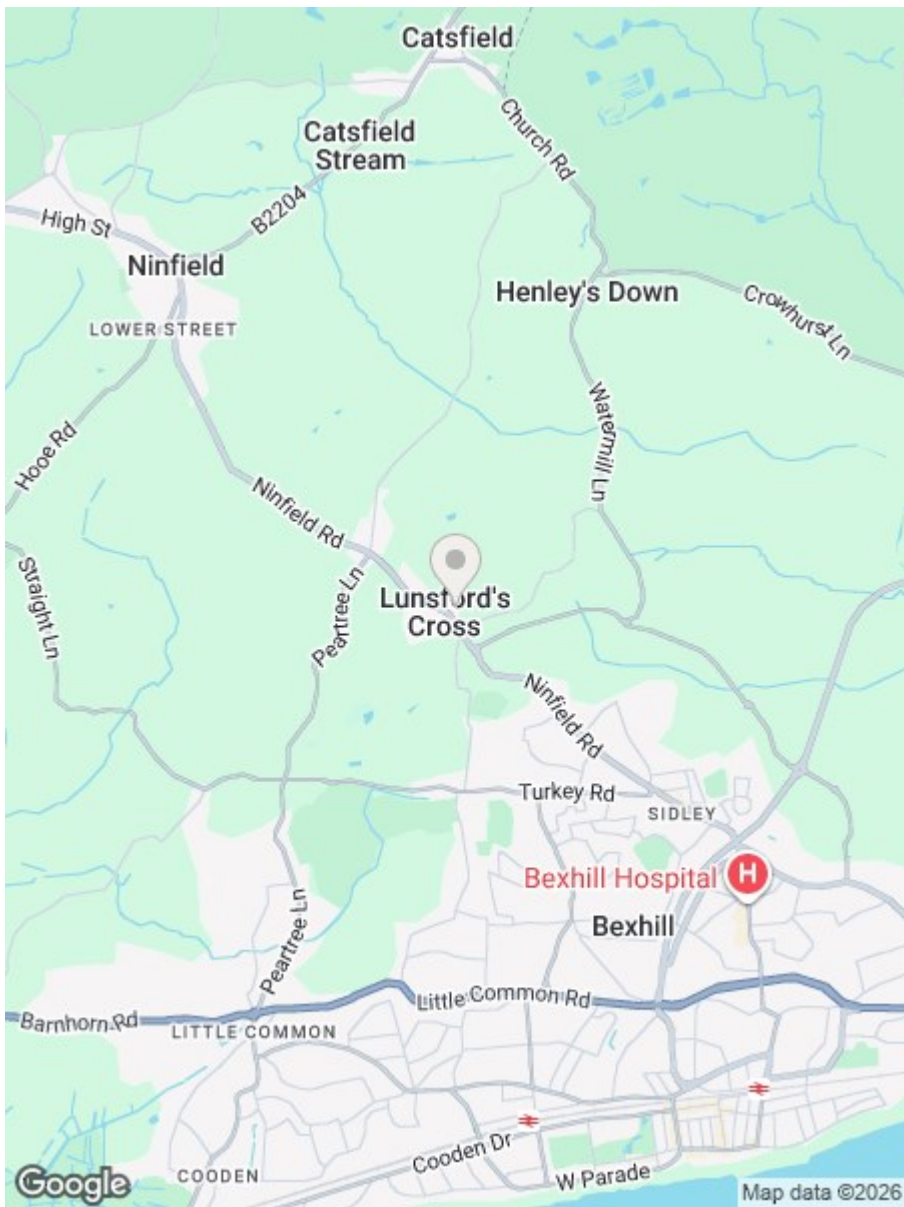 Catsfield
Church Rd
Catsfield
Stream
B2204
High St
Ninfield
LOWER STREET
Henley's Down
Crowhurst Ln
Watermill Ln
Hooe Rd
Ninfield Rd
Straight Ln
Peartree Ln
Lunsford's
Cross
Ninfield Rd
Turkey Rd
SIDLEY
Bexhill Hospital
H
Bexhill
Peartree Ln
Little Common Rd
Barnhorn Rd
LITTLE COMMON
Cooden Dr
COODEN
W Parade
Google
Map data ©2026